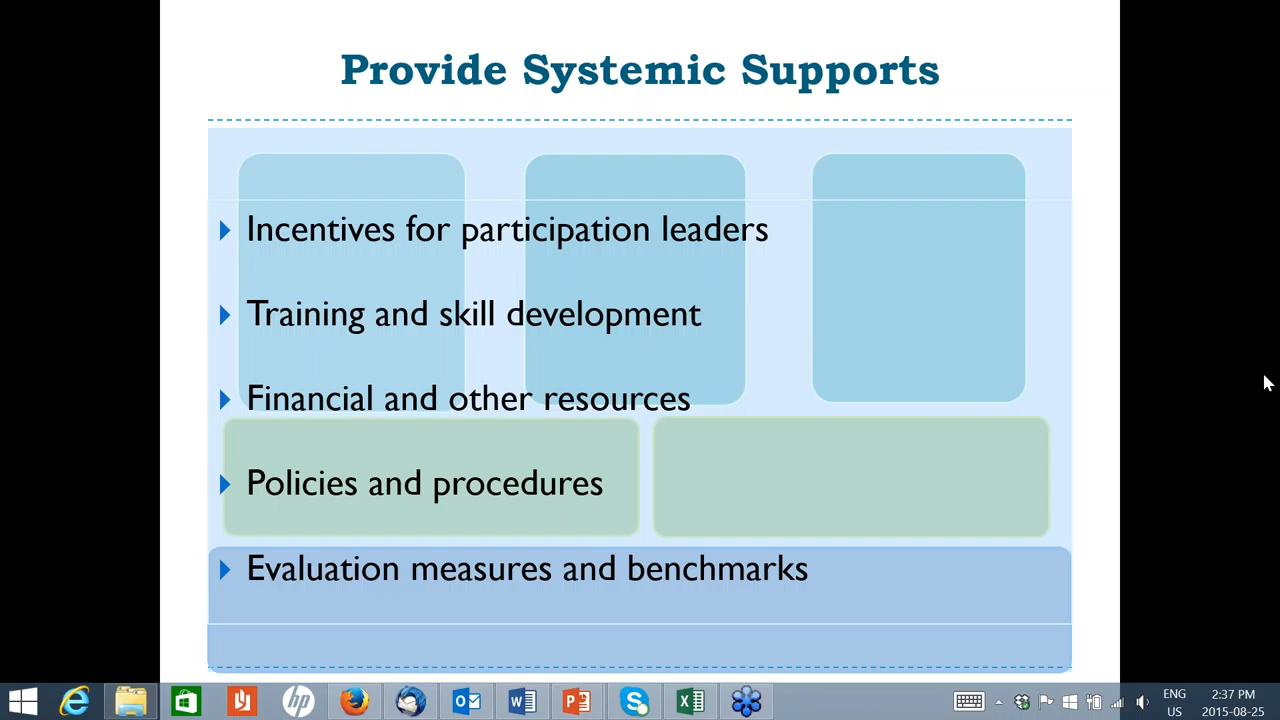 Provide Systemic Supports
Incentives for participation leaders
Training and skill development
Financial and other resources
Policies and procedures
Evaluation measures and benchmarks
hp
ENG
US
2:37 PM
2015-08-25